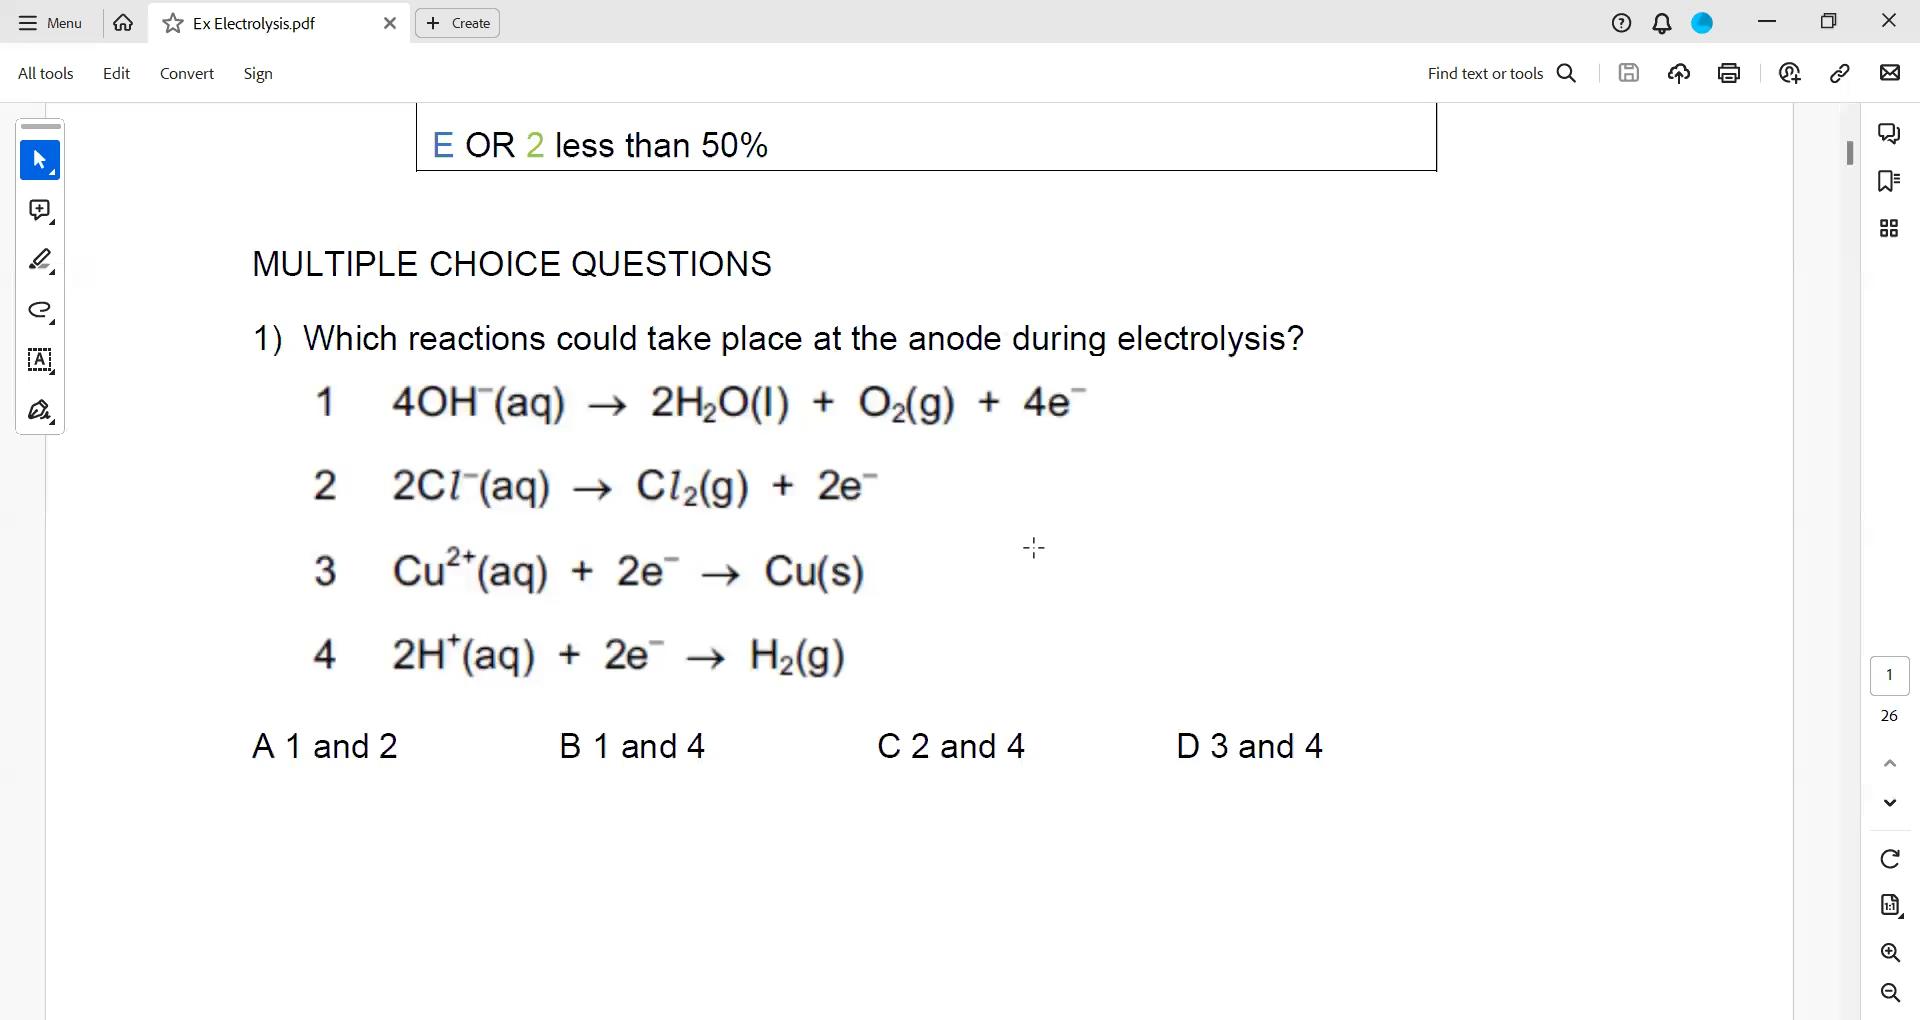 Menu
Ex Electrolysis.pdf
Create
All tools Edit Convert Sign
Find text or tools
E OR 2 less than 50%
MULTIPLE CHOICE QUESTIONS
1) Which reactions could take place at the anode during electrolysis?
1 4OH⁻(aq) → 2H₂O(l) + O₂(g) + 4e⁻
2 2Cl⁻(aq) → Cl₂(g) + 2e⁻
3 Cu²⁺(aq) + 2e⁻ → Cu(s)
4 2H⁺(aq) + 2e⁻ → H₂(g)
A 1 and 2 B 1 and 4 C 2 and 4 D 3 and 4
1
26